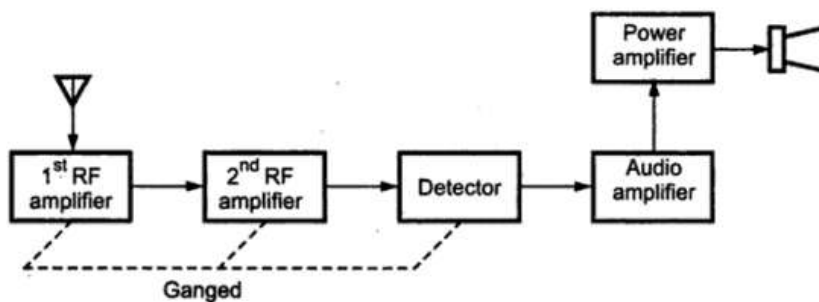 Power
amplifier
1st RF
amplifier
2nd RF
amplifier
Detector
Audio
amplifier
Ganged